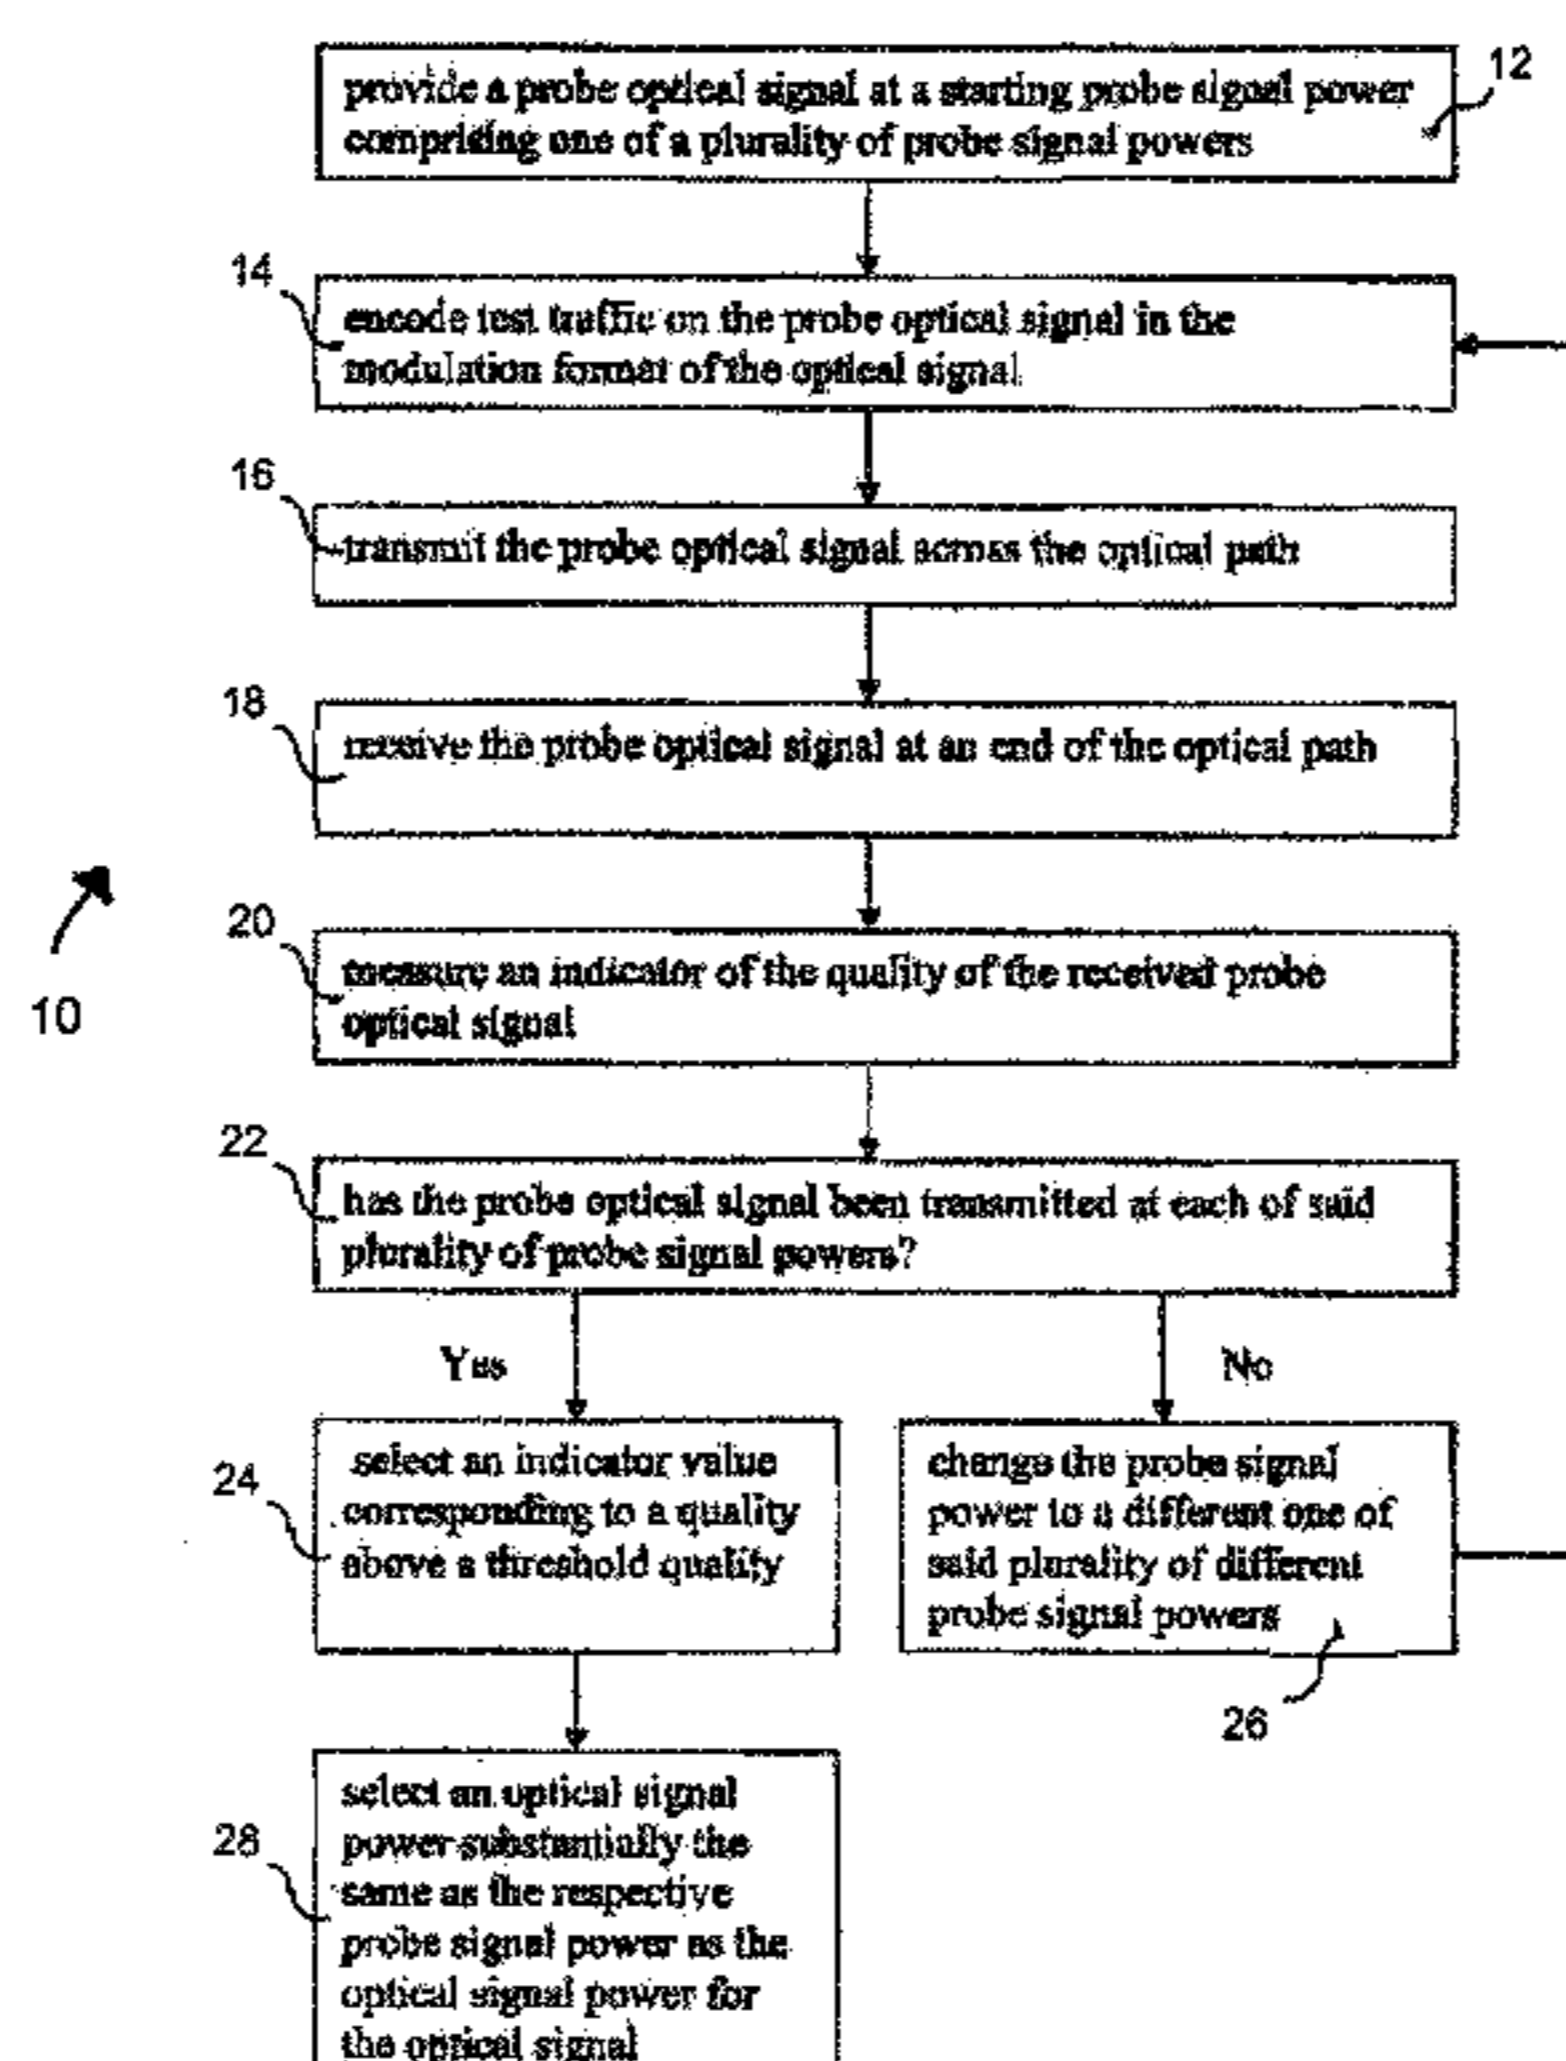 12
provide a probe optical signal at a starting probe signal power
comprising one of a plurality of probe signal powers
14
encode test traffic on the probe optical signal in the
modulation format of the optical signal
16
transmit the probe optical signal across the optical path
18
receive the probe optical signal at an end of the optical path
10
20
measure an indicator of the quality of the received probe
optical signal
22
has the probe optical signal been transmitted at each of said
plurality of probe signal powers?
Yes
No
24
select an indicator value
corresponding to a quality
above a threshold quality
change the probe signal
power to a different one of
said plurality of different
probe signal powers
26
28
select an optical signal
power substantially the
same as the respective
probe signal power as the
optical signal power for
the optical signal